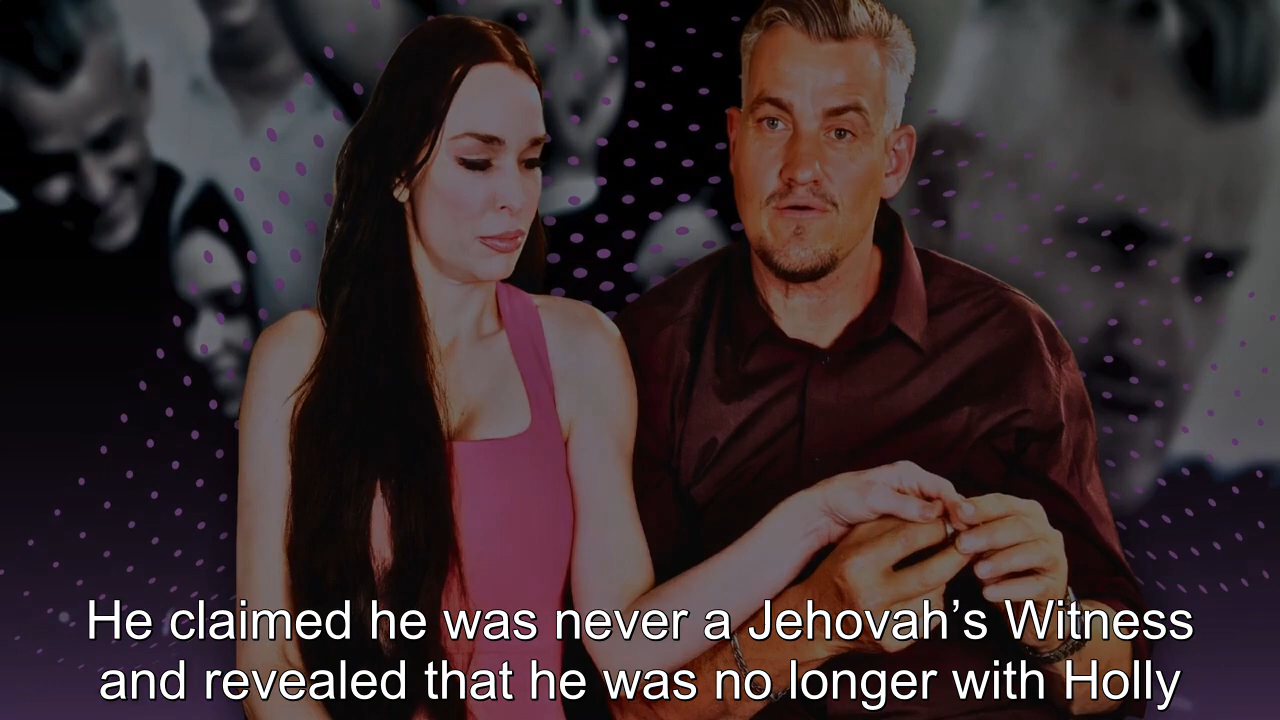 He claimed he was never a Jehovah’s Witness
and revealed that he was no longer with Holly